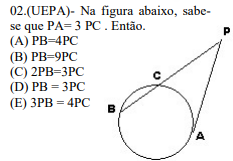 02.(UEPA)- Na figura abaixo, sabe-
se que PA= 3 PC . Então.
(A) PB=4PC
(B) PB=9PC
(C) 2PB=3PC
(D) PB = 3PC
(E) 3PB = 4PC
P
C
B
A